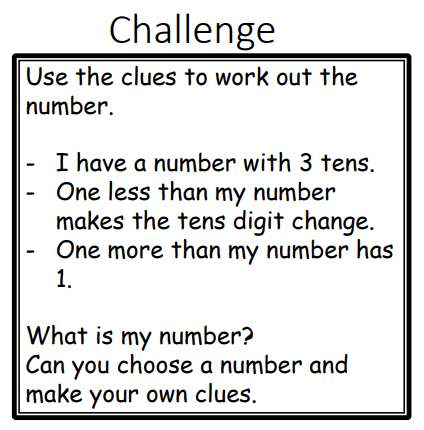 Challenge
Use the clues to work out the
number.
- I have a number with 3 tens.
- One less than my number
makes the tens digit change.
- One more than my number has
1.
What is my number?
Can you choose a number and
make your own clues.